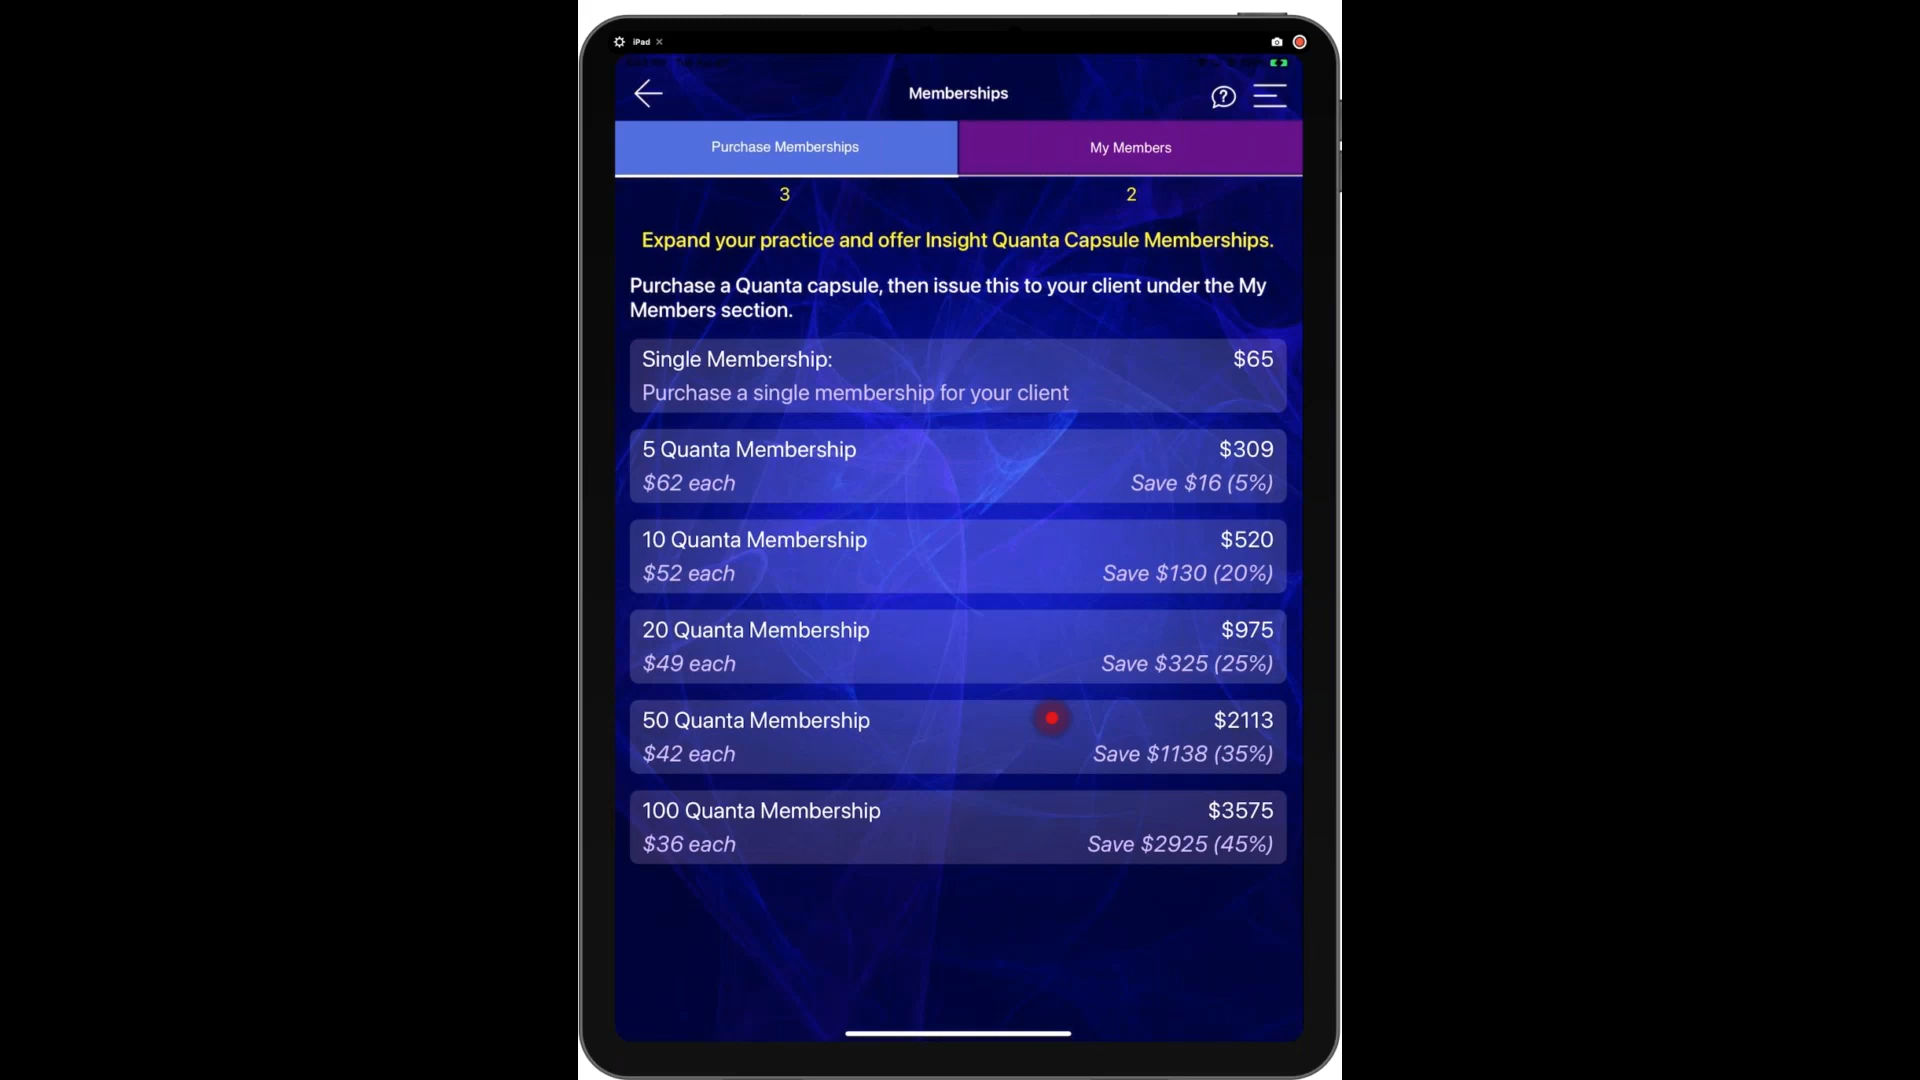 iPad
Memberships
Purchase Memberships
My Members
3
2
Expand your practice and offer Insight Quanta Capsule Memberships.
Purchase a Quanta capsule, then issue this to your client under the My
Members section.
Single Membership: $65
Purchase a single membership for your client
5 Quanta Membership $309
$62 each Save $16 (5%)
10 Quanta Membership $520
$52 each Save $130 (20%)
20 Quanta Membership $975
$49 each Save $325 (25%)
50 Quanta Membership $2113
$42 each Save $1138 (35%)
100 Quanta Membership $3575
$36 each Save $2925 (45%)